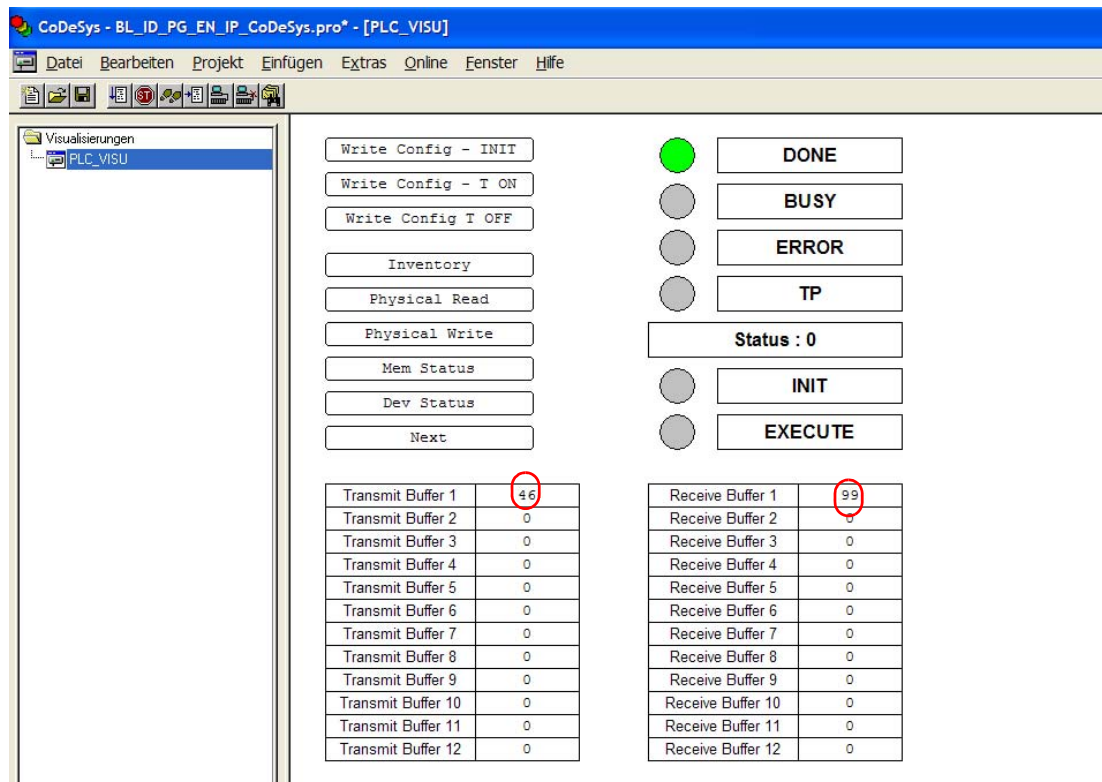 CoDeSys - BL_ID_PG_EN_IP_CoDeSys.pro* - [PLC_VISU]
Datei Bearbeiten Projekt Einfügen Extras Online Fenster Hilfe
Visualisierungen
PLC_VISU
Write Config - INIT
Write Config - T ON
Write Config T OFF
Inventory
Physical Read
Physical Write
Mem Status
Dev Status
Next
DONE
BUSY
ERROR
TP
Status : 0
INIT
EXECUTE
Transmit Buffer 1 46
Transmit Buffer 2 0
Transmit Buffer 3 0
Transmit Buffer 4 0
Transmit Buffer 5 0
Transmit Buffer 6 0
Transmit Buffer 7 0
Transmit Buffer 8 0
Transmit Buffer 9 0
Transmit Buffer 10 0
Transmit Buffer 11 0
Transmit Buffer 12 0
Receive Buffer 1 99
Receive Buffer 2 0
Receive Buffer 3 0
Receive Buffer 4 0
Receive Buffer 5 0
Receive Buffer 6 0
Receive Buffer 7 0
Receive Buffer 8 0
Receive Buffer 9 0
Receive Buffer 10 0
Receive Buffer 11 0
Receive Buffer 12 0